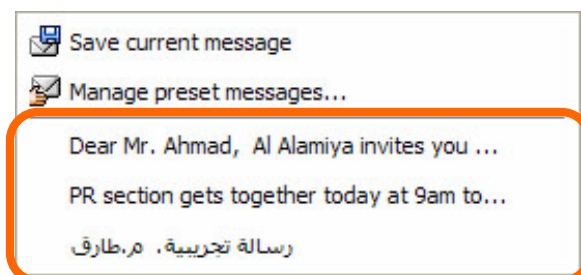 Save current message
Manage preset messages...
Dear Mr. Ahmad, Al Alamiya invites you ...
PR section gets together today at 9am to...
رسالة تجريبية، م.طارق